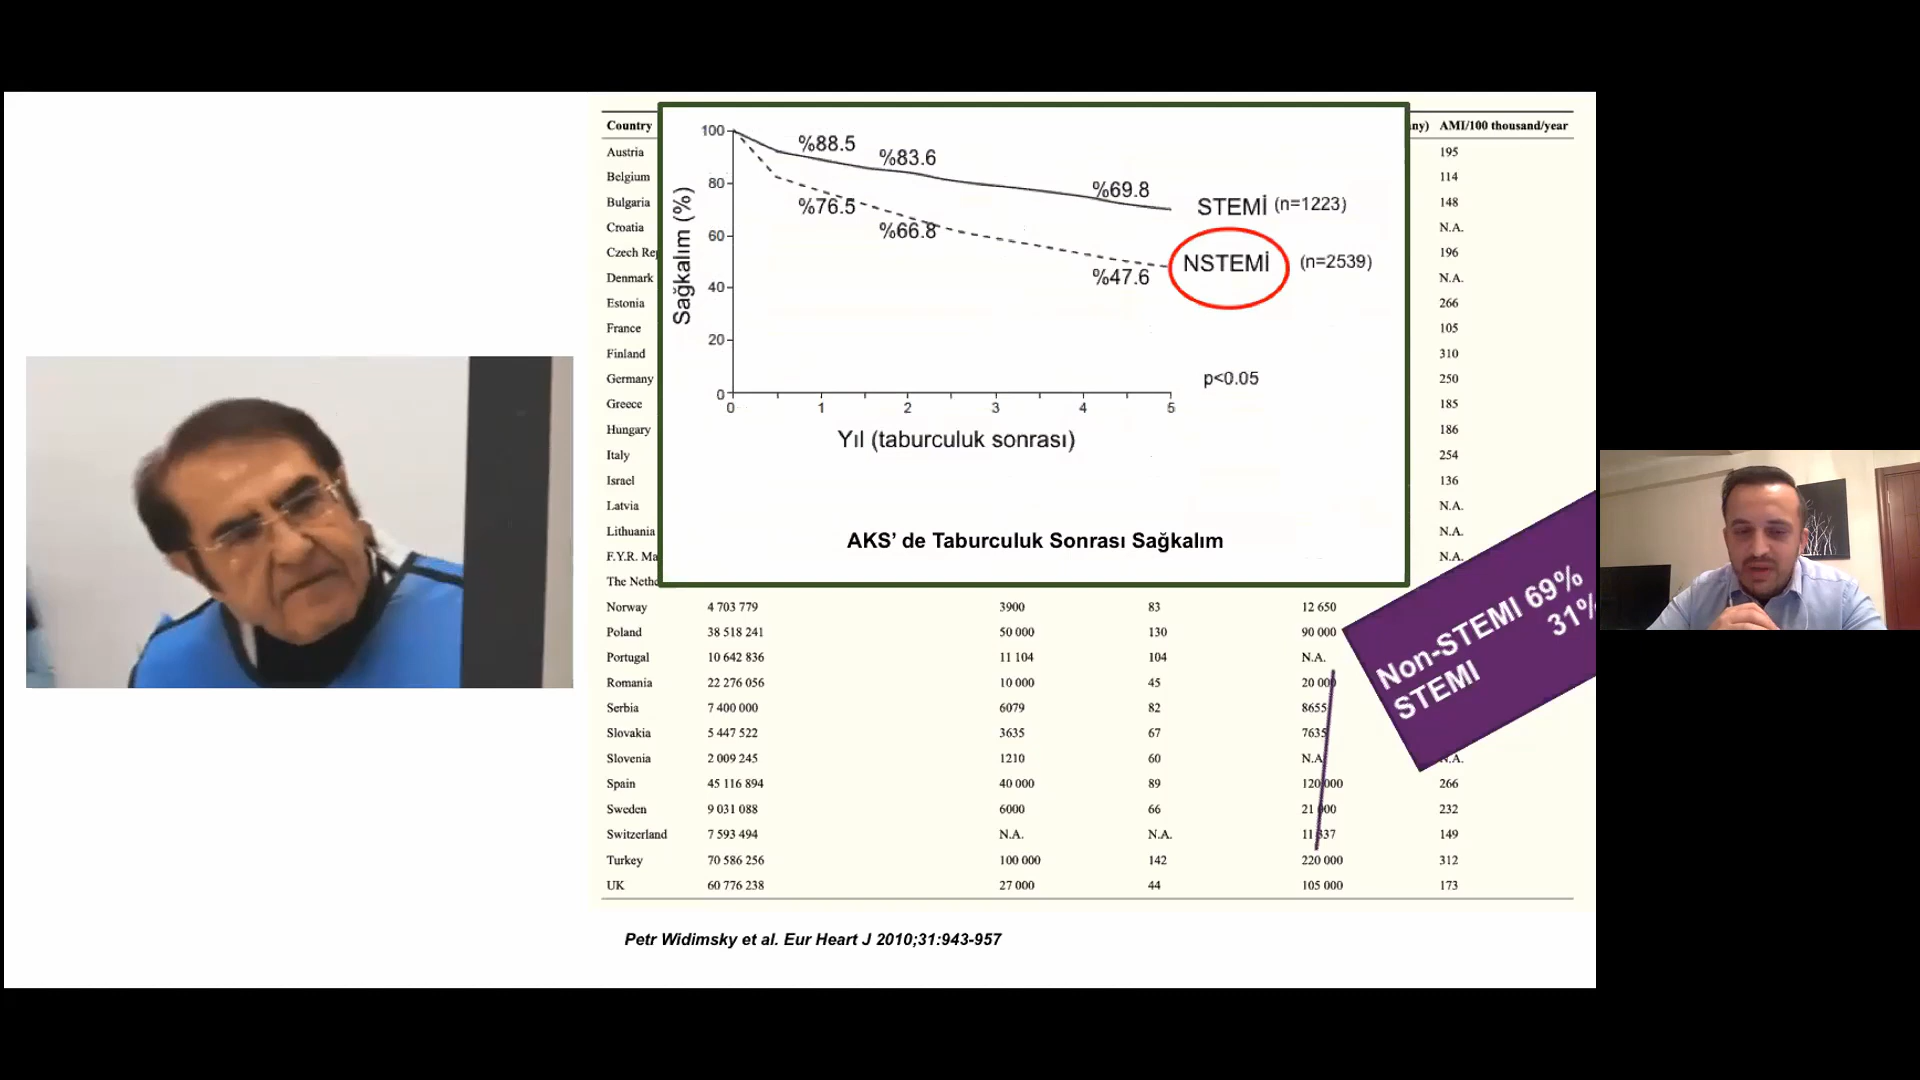 Country ny) AMI/100 thousand/year
Austria 195
Belgium 114
Bulgaria 148
Croatia N.A.
Czech Re 196
Denmark N.A.
Estonia 266
France 105
Finland 310
Germany 250
Greece 185
Hungary 186
Italy 254
Israel 136
Latvia N.A.
Lithuania N.A.
F.Y.R. Ma N.A.
The Nethe
Norway 4 703 779 3900 83 12 650
Poland 38 518 241 50 000 130 90 000
Portugal 10 642 836 11 104 104 N.A.
Romania 22 276 056 10 000 45 20 000
Serbia 7 400 000 6079 82 8655
Slovakia 5 447 522 3635 67 7635
Slovenia 2 009 245 1210 60 N.A. N.A.
Spain 45 116 894 40 000 89 120 000 266
Sweden 9 031 088 6000 66 21 000 232
Switzerland 7 593 494 N.A. N.A. 11 337 149
Turkey 70 586 256 100 000 142 220 000 312
UK 60 776 238 27 000 44 105 000 173
Sağkalım (%)
100
80
60
40
20
0
%88.5 %83.6 %69.8
%76.5 %66.8 %47.6
STEMİ (n=1223)
NSTEMİ (n=2539)
p<0.05
0 1 2 3 4 5
Yıl (taburculuk sonrası)
AKS' de Taburculuk Sonrası Sağkalım
Non-STEMI 69%
STEMI 31%
Petr Widimsky et al. Eur Heart J 2010;31:943-957